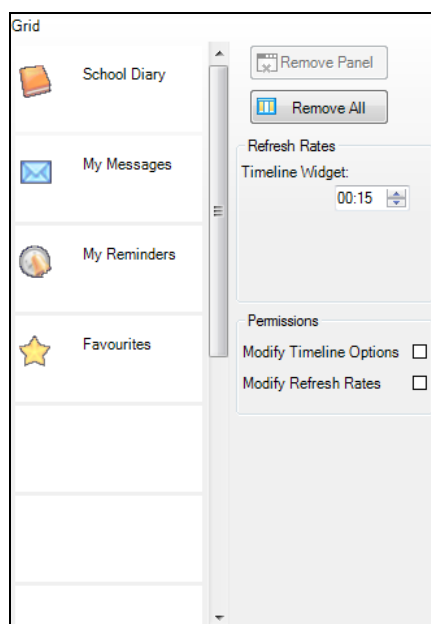 Grid
School Diary
My Messages
My Reminders
Favourites
Remove Panel
Remove All
Refresh Rates
Timeline Widget:
00:15
Permissions
Modify Timeline Options
Modify Refresh Rates